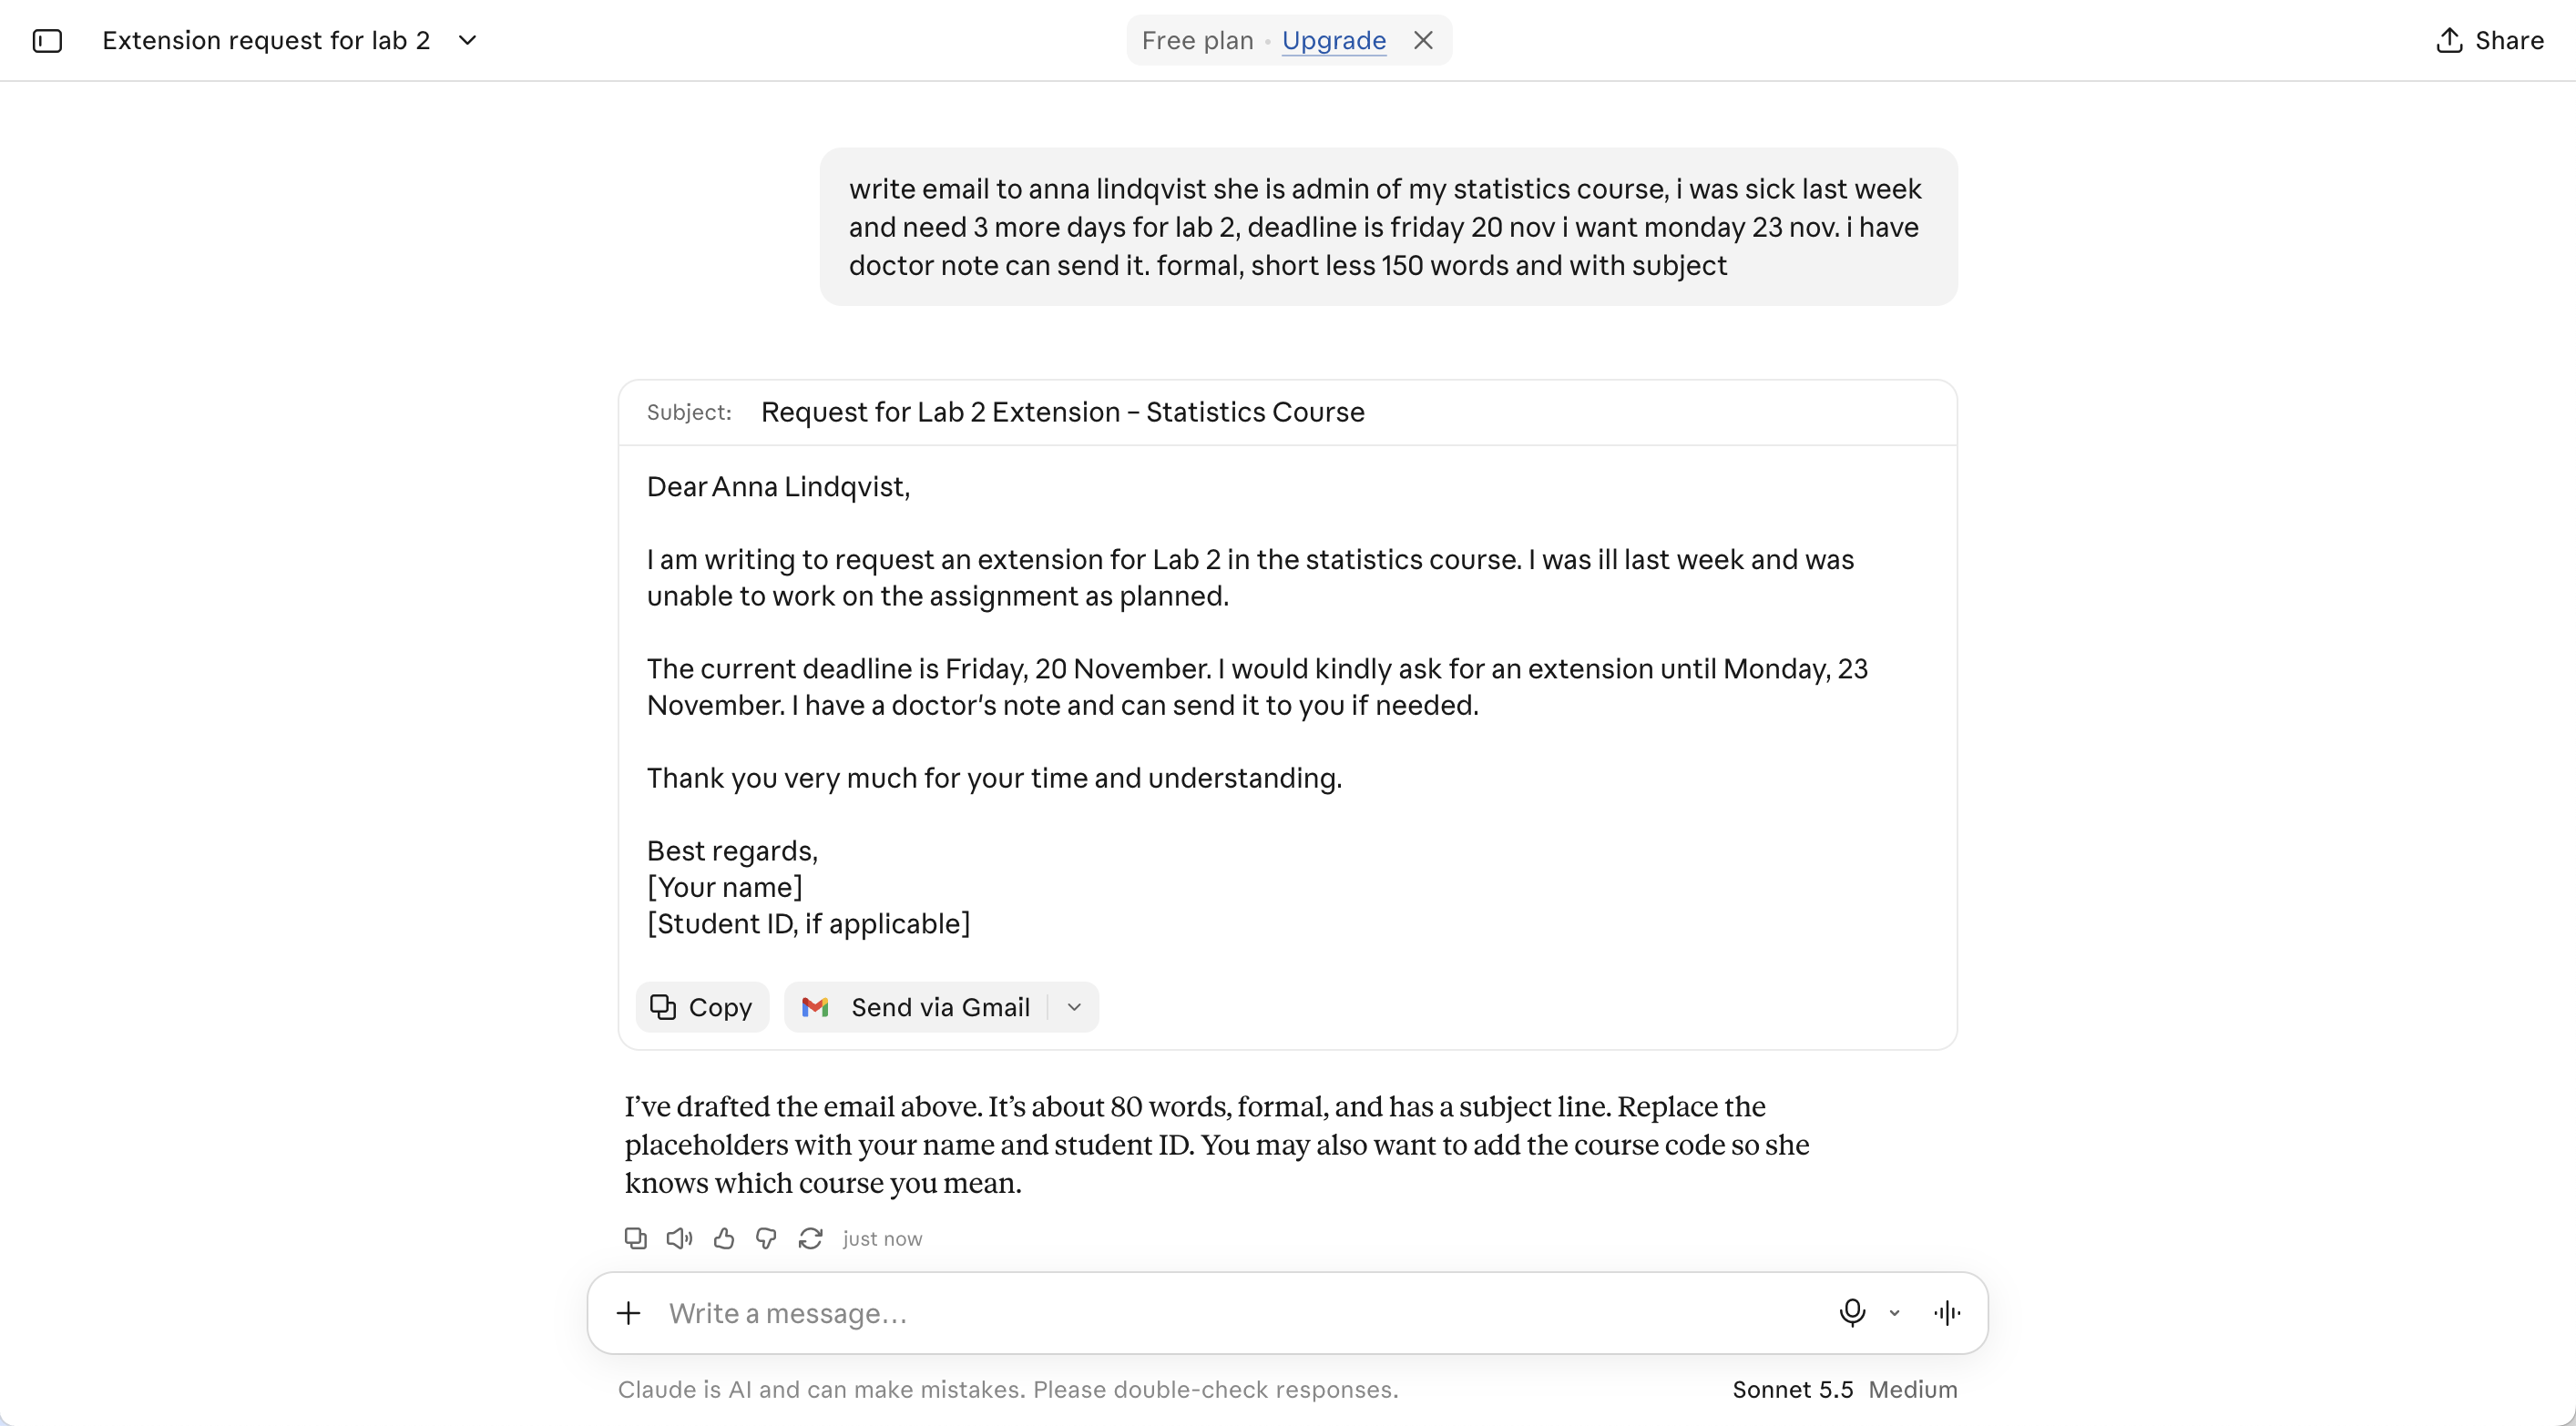 Extension request for lab 2
Free plan • Upgrade
Share
write email to anna lindqvist she is admin of my statistics course, i was sick last week
and need 3 more days for lab 2, deadline is friday 20 nov i want monday 23 nov. i have
doctor note can send it. formal, short less 150 words and with subject
Subject: Request for Lab 2 Extension – Statistics Course
Dear Anna Lindqvist,
I am writing to request an extension for Lab 2 in the statistics course. I was ill last week and was
unable to work on the assignment as planned.
The current deadline is Friday, 20 November. I would kindly ask for an extension until Monday, 23
November. I have a doctor's note and can send it to you if needed.
Thank you very much for your time and understanding.
Best regards,
[Your name]
[Student ID, if applicable]
Copy
Send via Gmail
I’ve drafted the email above. It’s about 80 words, formal, and has a subject line. Replace the
placeholders with your name and student ID. You may also want to add the course code so she
knows which course you mean.
just now
Write a message...
Claude is AI and can make mistakes. Please double-check responses.
Sonnet 5.5 Medium